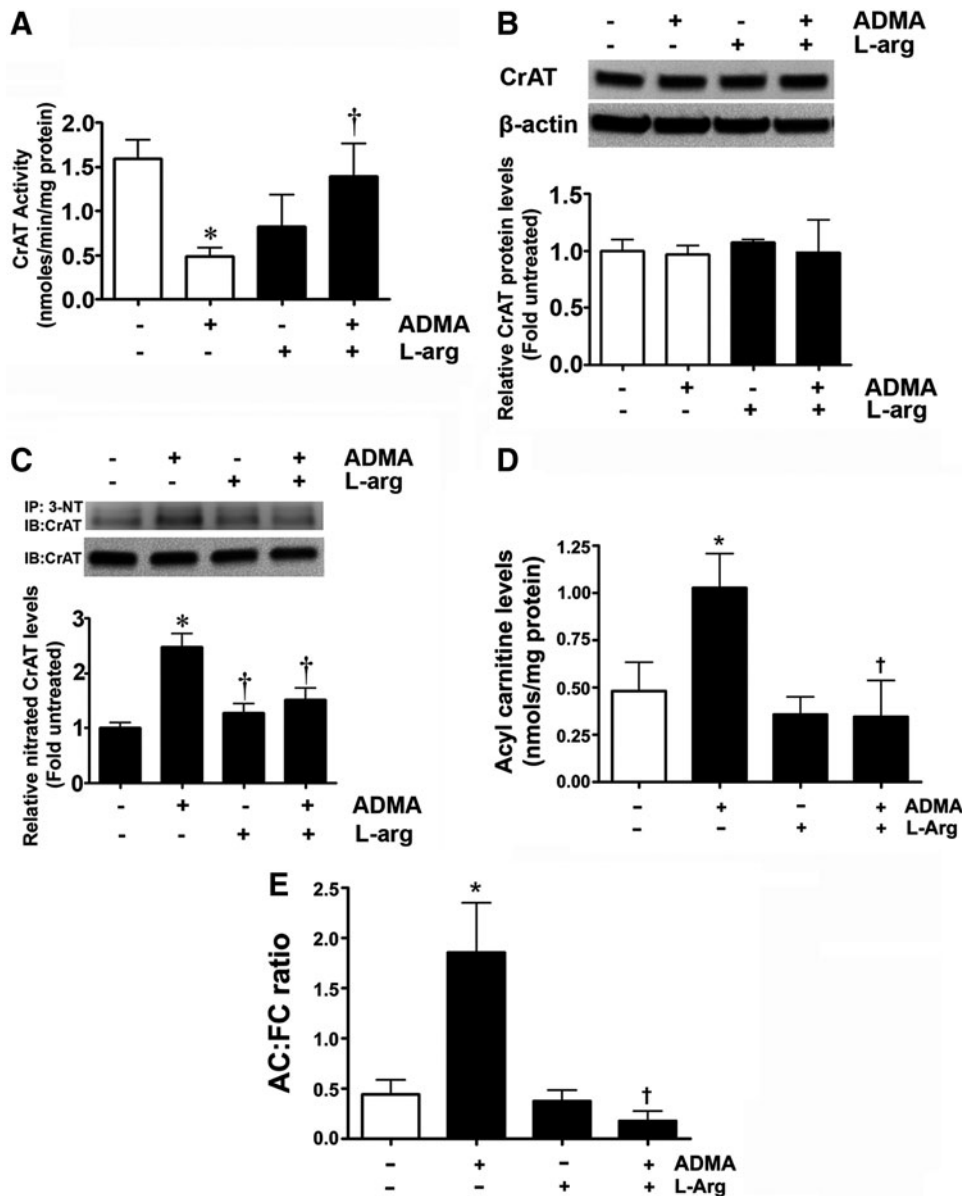 A
CrAT Activity
(nmoles/min/mg protein)
2.0
1.5
1.0
0.5
0.0
*
†
- + - + ADMA
- - + + L-arg
B
- + - + ADMA
- - + + L-arg
CrAT
β-actin
Relative CrAT protein levels
(Fold untreated)
1.5
1.0
0.5
0.0
- + - + ADMA
- - + + L-arg
C
- + - + ADMA
- - + + L-arg
IP: 3-NT
IB:CrAT
IB:CrAT
Relative nitrated CrAT levels
(Fold untreated)
3
2
1
0
*
†
†
- + - + ADMA
- - + + L-arg
D
Acyl carnitine levels
(nmols/mg protein)
1.25
1.00
0.75
0.50
0.25
0.00
*
†
- + - + ADMA
- - + + L-Arg
E
AC:FC ratio
2.5
2.0
1.5
1.0
0.5
0.0
*
†
- + - + ADMA
- - + + L-Arg